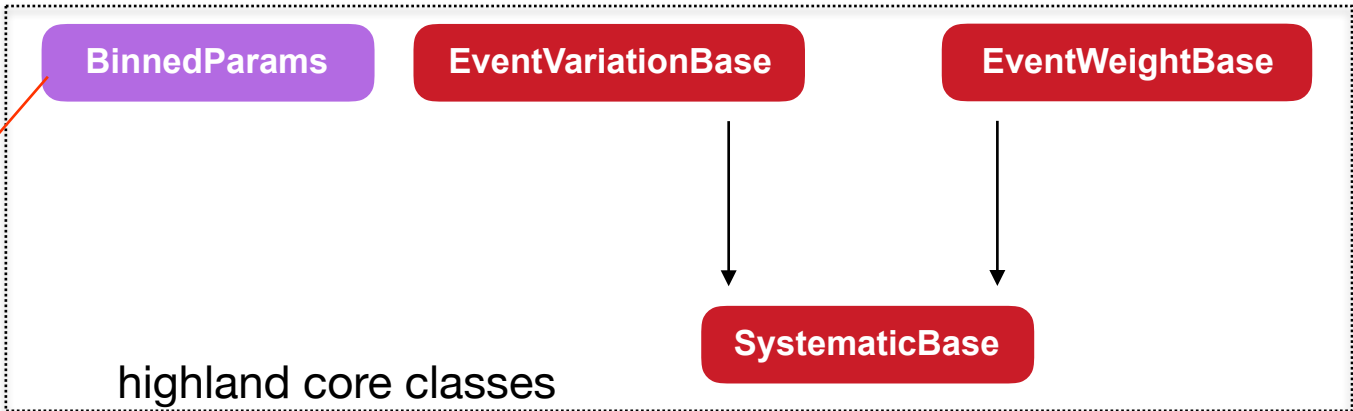 BinnedParams
EventVariationBase
EventWeightBase
SystematicBase
highland core classes